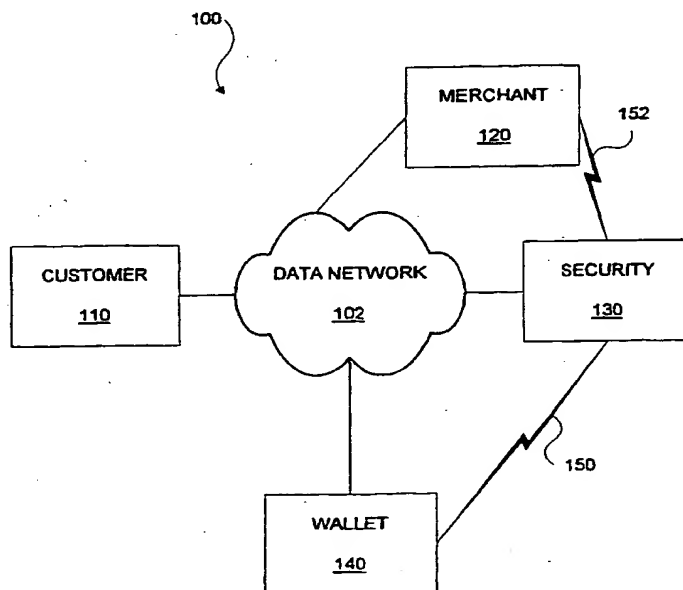 100
MERCHANT
120
152
CUSTOMER
110
DATA NETWORK
102
SECURITY
130
150
WALLET
140